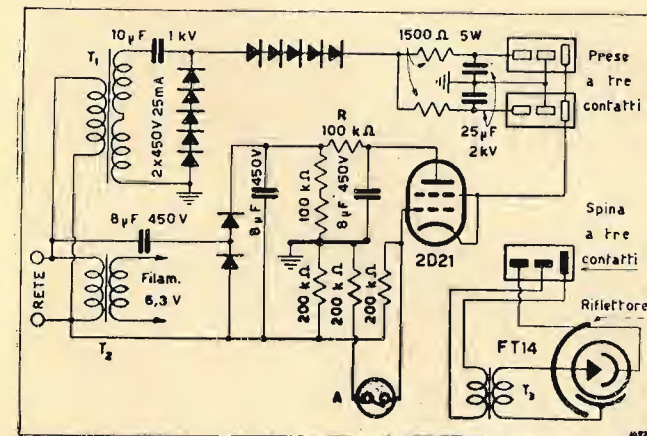 10µF 1 kV
T1
2x450V 25mA
1500 Ω 5W
Prese
a tre
contatti
25µF
2kV
R
100 kΩ
8µF 450V
100 kΩ
8µF 450V
2D21
8µF 450V
RETE
Filam.
6,3 V
T2
200 kΩ
200 kΩ
200 kΩ
A
Spina
a tre
contatti
Riflettore
FT14
T3